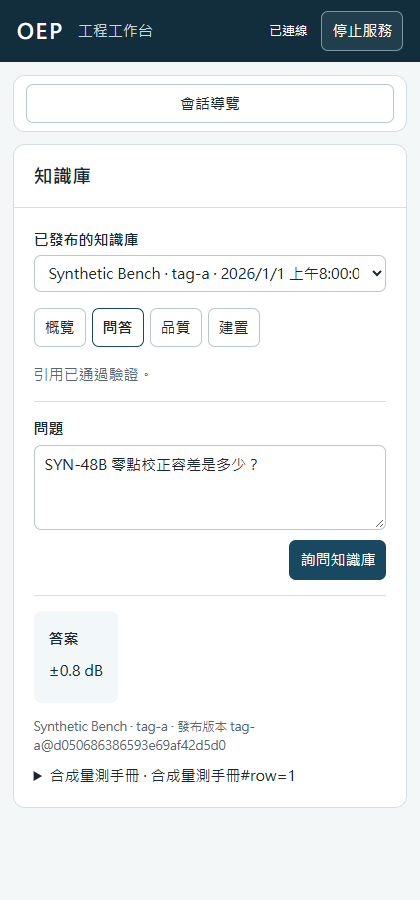 OEP 工程工作台 已連線 停止服務
會話導覽
知識庫
已發布的知識庫
Synthetic Bench · tag-a · 2026/1/1 上午8:00:0
概覽 問答 品質 建置
引用已通過驗證。
問題
SYN-48B 零點校正容差是多少？
詢問知識庫
答案
±0.8 dB
Synthetic Bench · tag-a · 發布版本 tag-
a@d050686386593e69af42d5d0
合成量測手冊 · 合成量測手冊#row=1